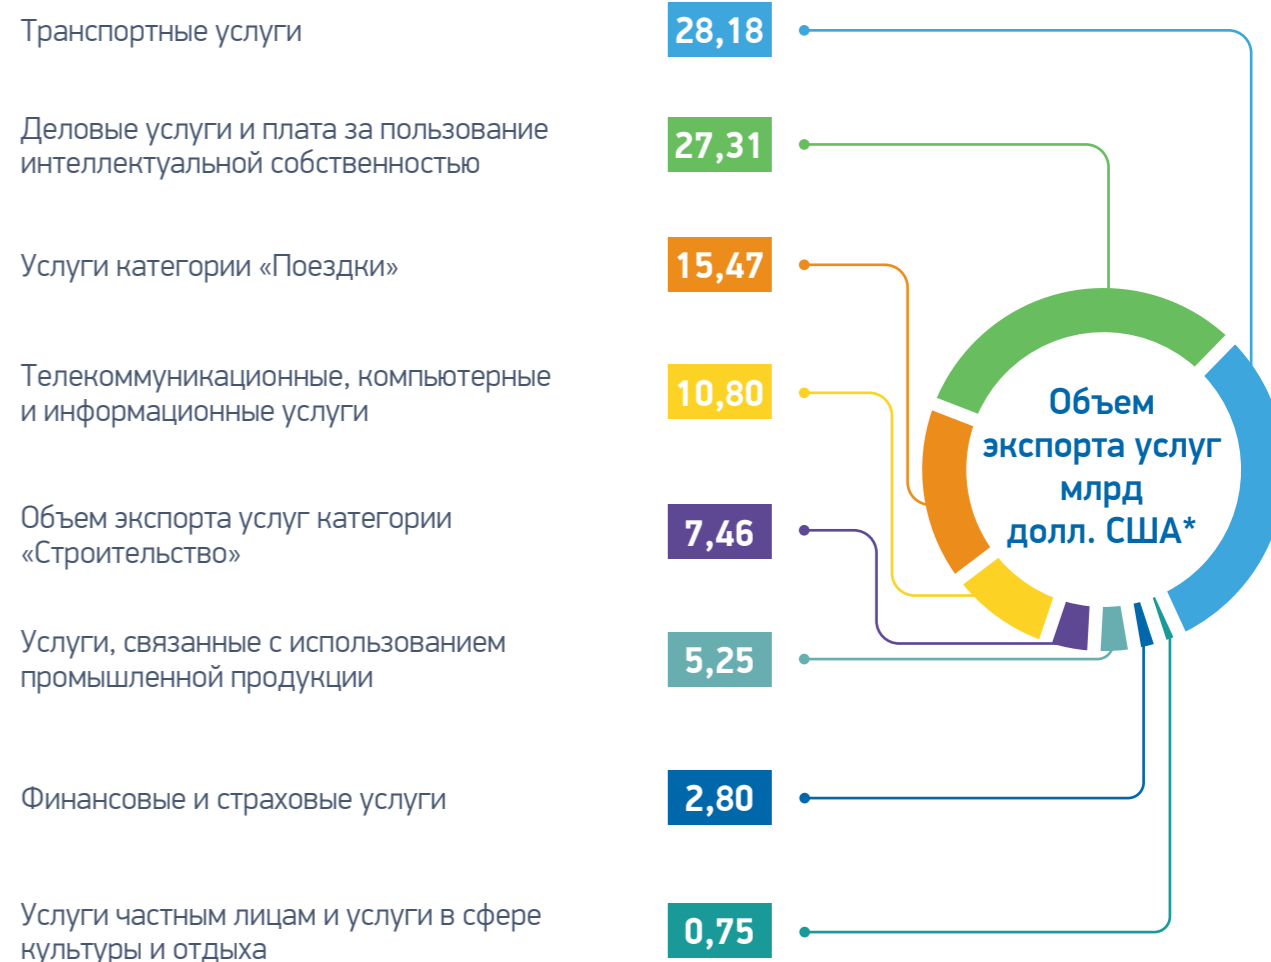 Транспортные услуги
28,18
Деловые услуги и плата за пользование
интеллектуальной собственностью
27,31
Услуги категории «Поездки»
15,47
Телекоммуникационные, компьютерные
и информационные услуги
10,80
Объем экспорта услуг категории
«Строительство»
7,46
Услуги, связанные с использованием
промышленной продукции
5,25
Финансовые и страховые услуги
2,80
Услуги частным лицам и услуги в сфере
культуры и отдыха
0,75
Объем
экспорта услуг
млрд
долл. США*